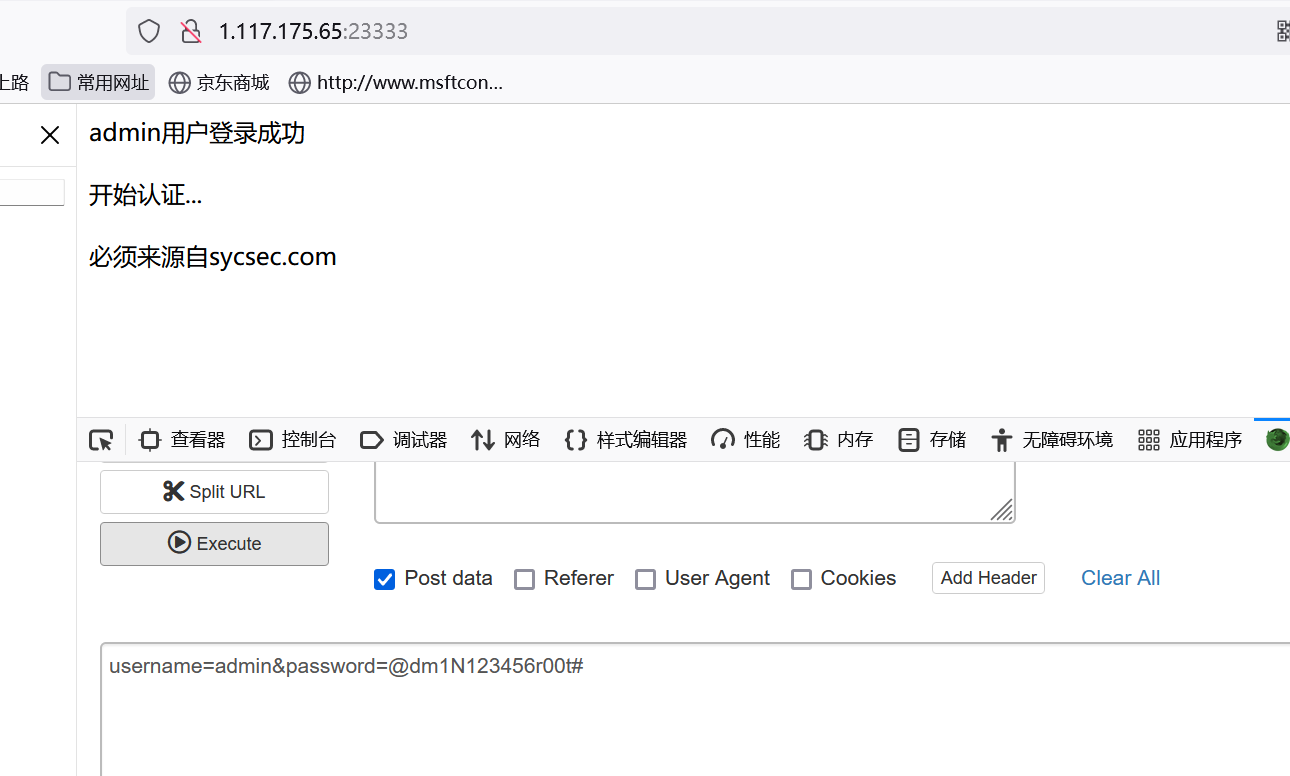 1.117.175.65:23333
上路 常用网址 京东商城 http://www.msftcon...
admin用户登录成功
开始认证...
必须来源自sycsec.com
查看器 控制台 调试器 网络 样式编辑器 性能 内存 存储 无障碍环境 应用程序
Split URL
Execute
Post data Referer User Agent Cookies Add Header Clear All
username=admin&password=@dm1N123456r00t#